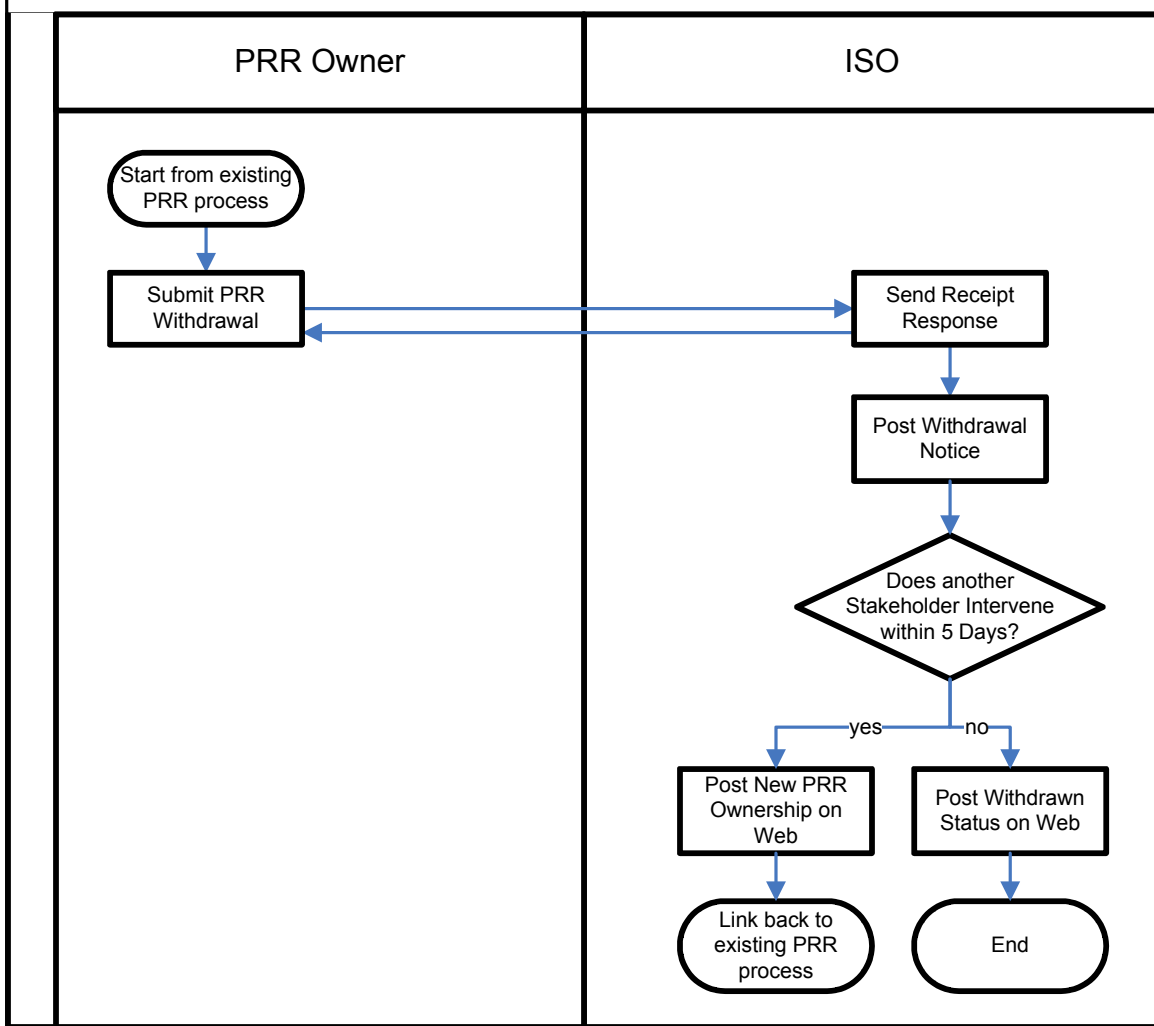 PRR Owner
ISO
Start from existing
PRR process
Submit PRR
Withdrawal
Send Receipt
Response
Post Withdrawal
Notice
Does another
Stakeholder Intervene
within 5 Days?
yes
no
Post New PRR
Ownership on
Web
Post Withdrawn
Status on Web
Link back to
existing PRR
process
End